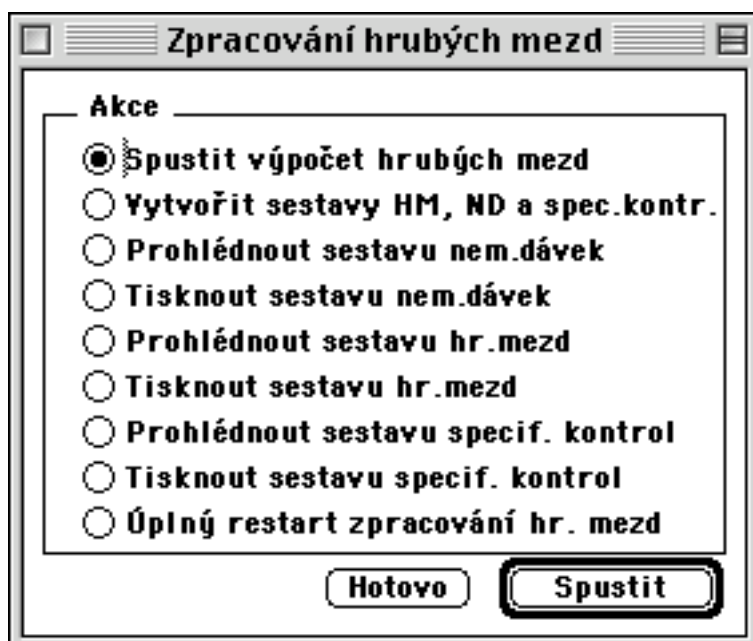 Zpracování hrubých mezd
Akce
Spustit výpočet hrubých mezd
Vytvořit sestavy HM, ND a spec.kontr.
Prohlédnout sestavu nem.dávek
Tisknout sestavu nem.dávek
Prohlédnout sestavu hr.mezd
Tisknout sestavu hr.mezd
Prohlédnout sestavu specif. kontrol
Tisknout sestavu specif. kontrol
Úplný restart zpracování hr. mezd
Hotovo Spustit